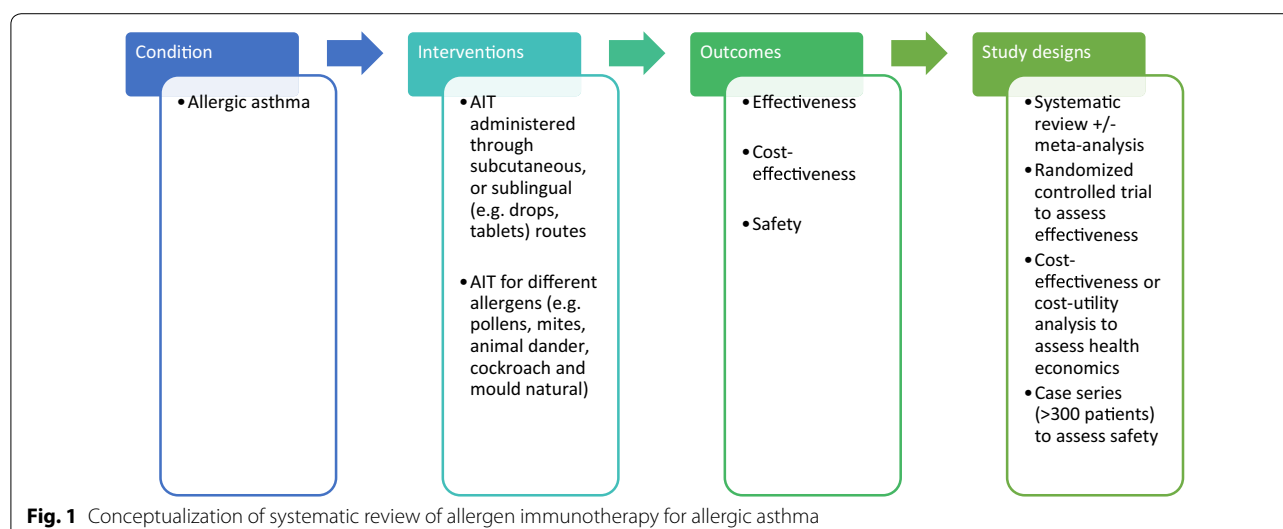 Condition
• Allergic asthma
Interventions
• AIT
administered
through
subcutaneous,
or sublingual
(e.g. drops,
tablets) routes
• AIT for different
allergens (e.g.
pollens, mites,
animal dander,
cockroach and
mould natural)
Outcomes
• Effectiveness
• Cost-
effectiveness
• Safety
Study designs
• Systematic
review +/-
meta-analysis
• Randomized
controlled trial
to assess
effectiveness
• Cost-
effectiveness or
cost-utility
analysis to
assess health
economics
• Case series
(>300 patients)
to assess safety
Fig. 1 Conceptualization of systematic review of allergen immunotherapy for allergic asthma